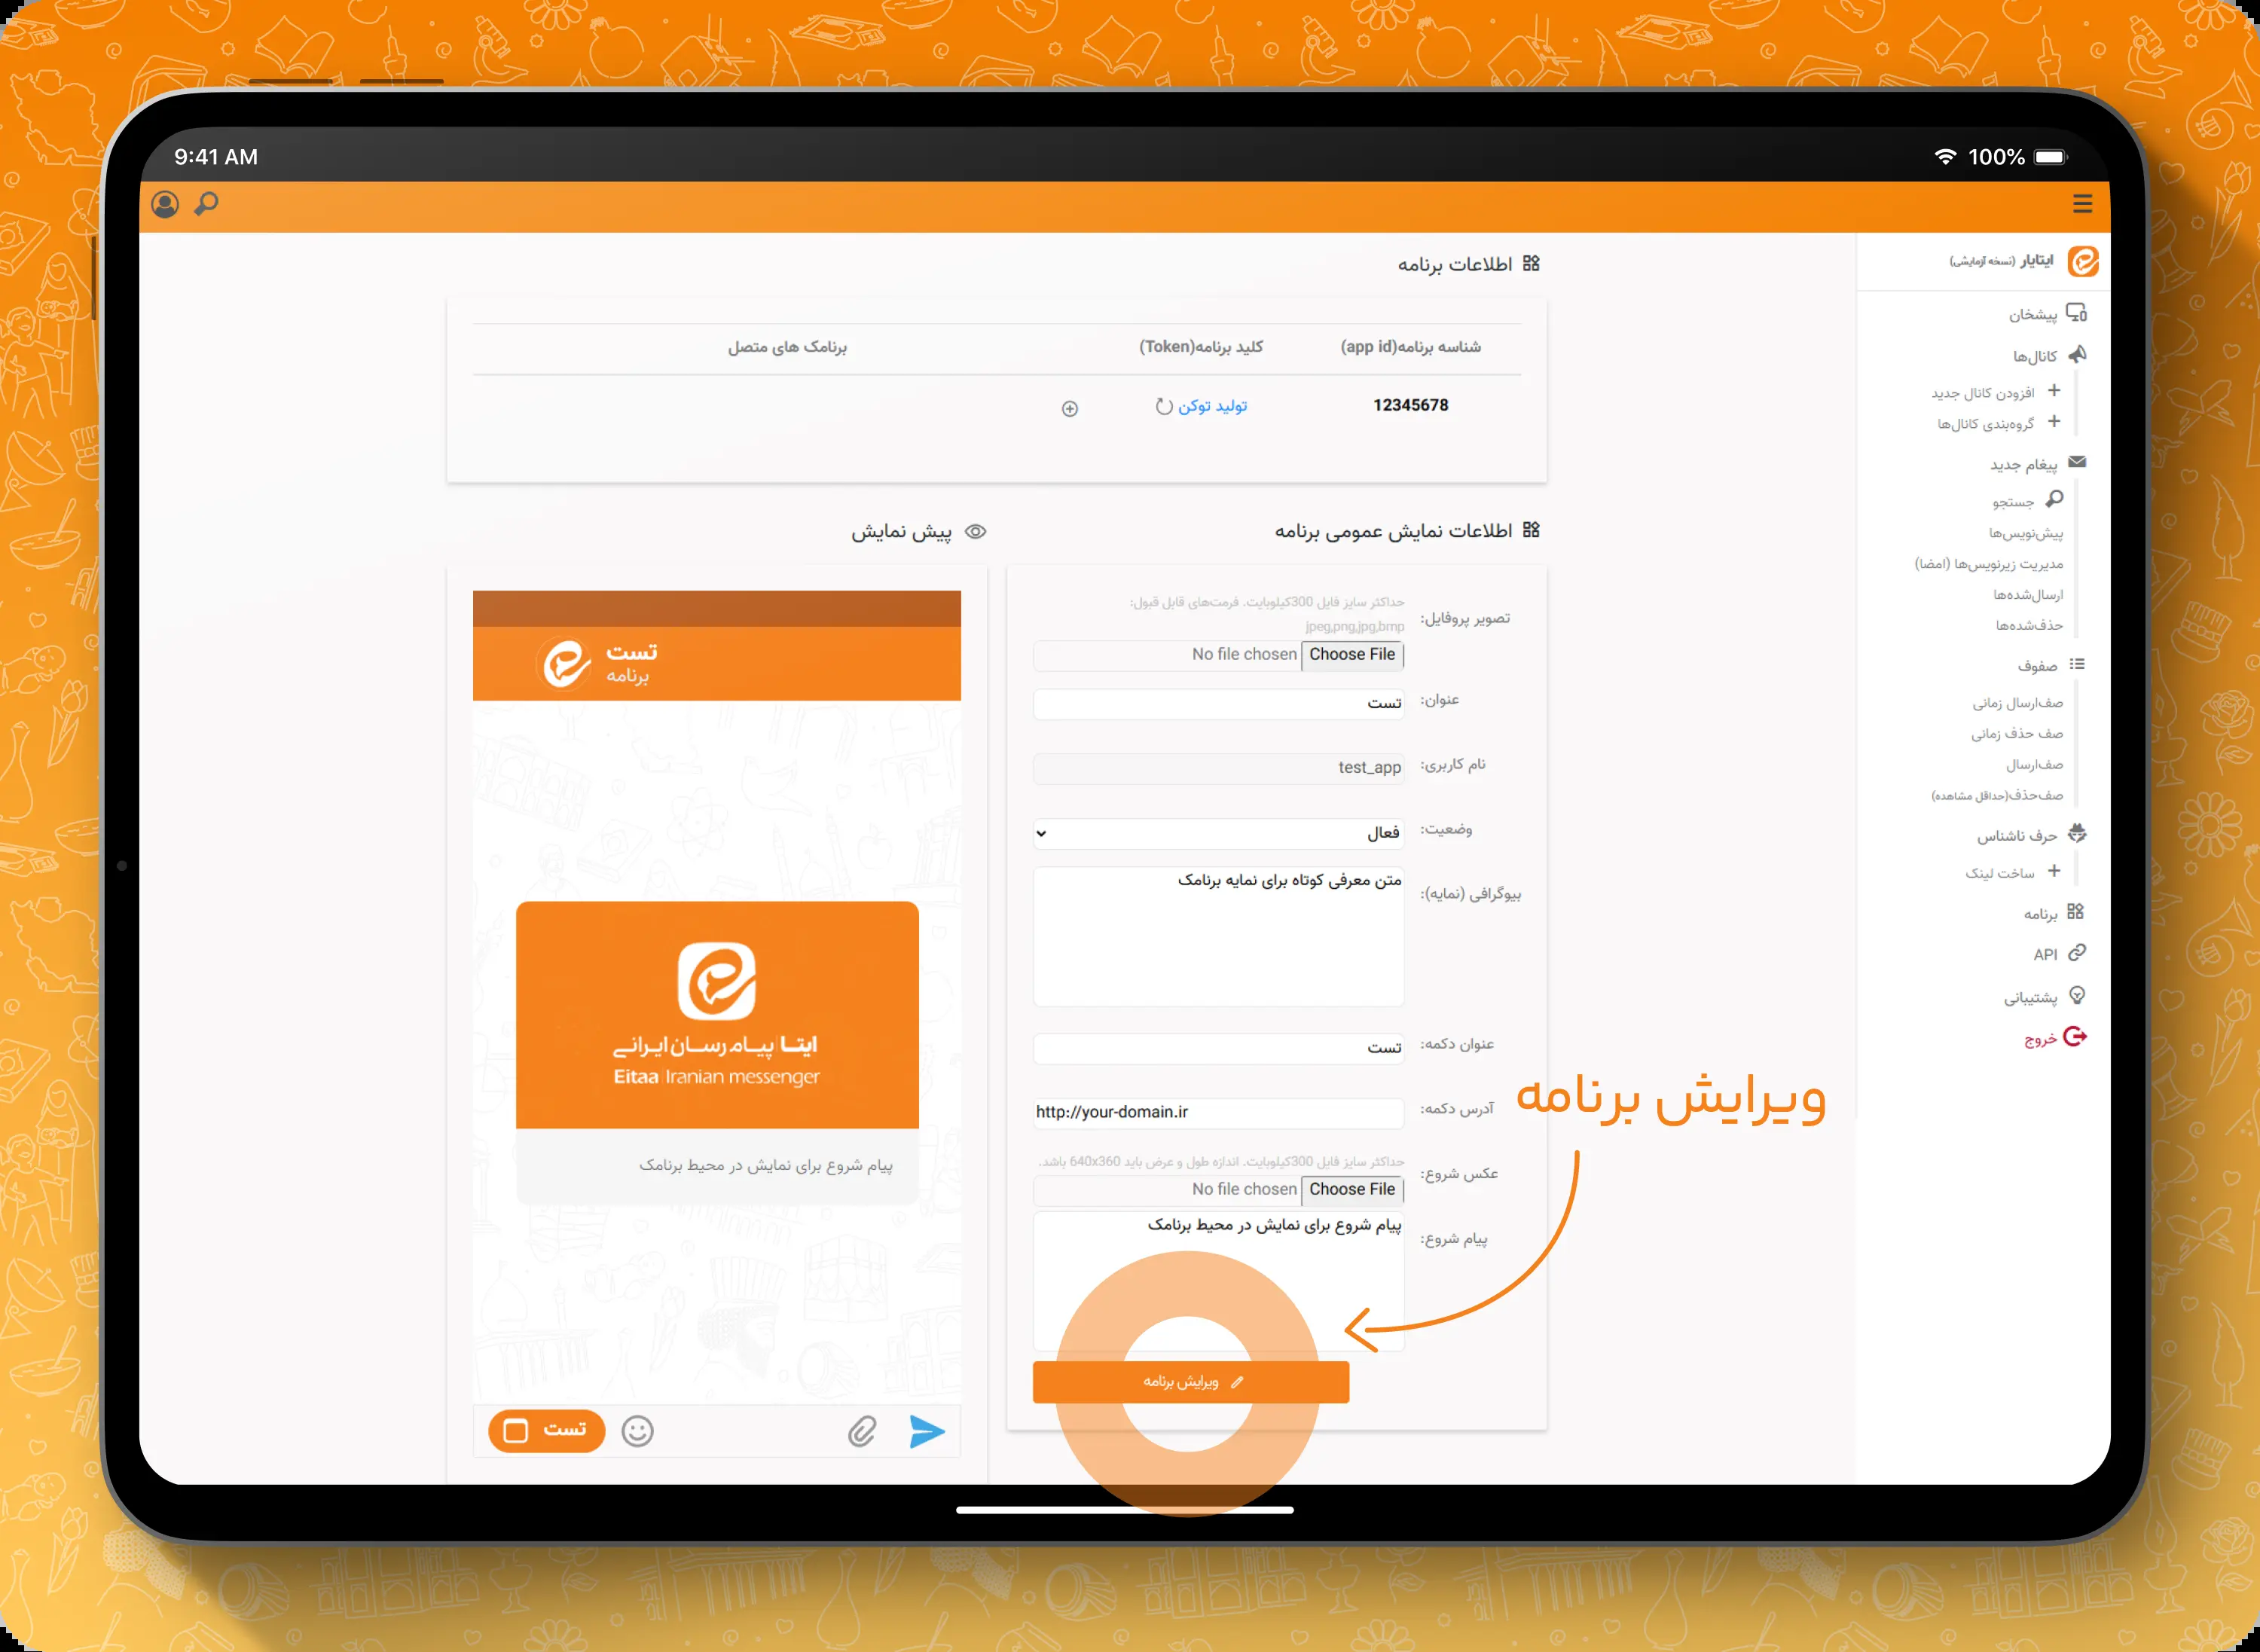 9:41 AM
100%
ایتایار (نسخه آزمایشی)
پیشخان
کانال‌ها
افزودن کانال جدید
گروه‌بندی کانال‌ها
پیغام جدید
جستجو
پیش‌نویس‌ها
مدیریت زیرنویس‌ها (امضا)
ارسال‌شده‌ها
حذف‌شده‌ها
صفوف
صف‌ارسال زمانی
صف حذف زمانی
صف‌ارسال
صف‌حذف(حداقل مشاهده)
حرف ناشناس
ساخت لینک
برنامه
API
پشتیبانی
خروج
اطلاعات برنامه
شناسه برنامه(app id) کلید برنامه(Token) برنامک های متصل
12345678 تولید توکن
اطلاعات نمایش عمومی برنامه
تصویر پروفایل:
حداکثر سایز فایل 300کیلوبایت. فرمت‌های قابل قبول:
jpeg,png,jpg,bmp
Choose File No file chosen
عنوان: تست
نام کاربری: test_app
وضعیت: فعال
بیوگرافی (نمایه): متن معرفی کوتاه برای نمایه برنامک
عنوان دکمه: تست
آدرس دکمه: http://your-domain.ir
عکس شروع:
حداکثر سایز فایل 300کیلوبایت. اندازه طول و عرض باید 640x360 باشد.
Choose File No file chosen
پیام شروع: پیام شروع برای نمایش در محیط برنامک
ویرایش برنامه
ویرایش برنامه
پیش نمایش
تست
برنامه
ایتـا پیـام‌رسـان ایـرانـی
Eitaa Iranian messenger
پیام شروع برای نمایش در محیط برنامک
تست